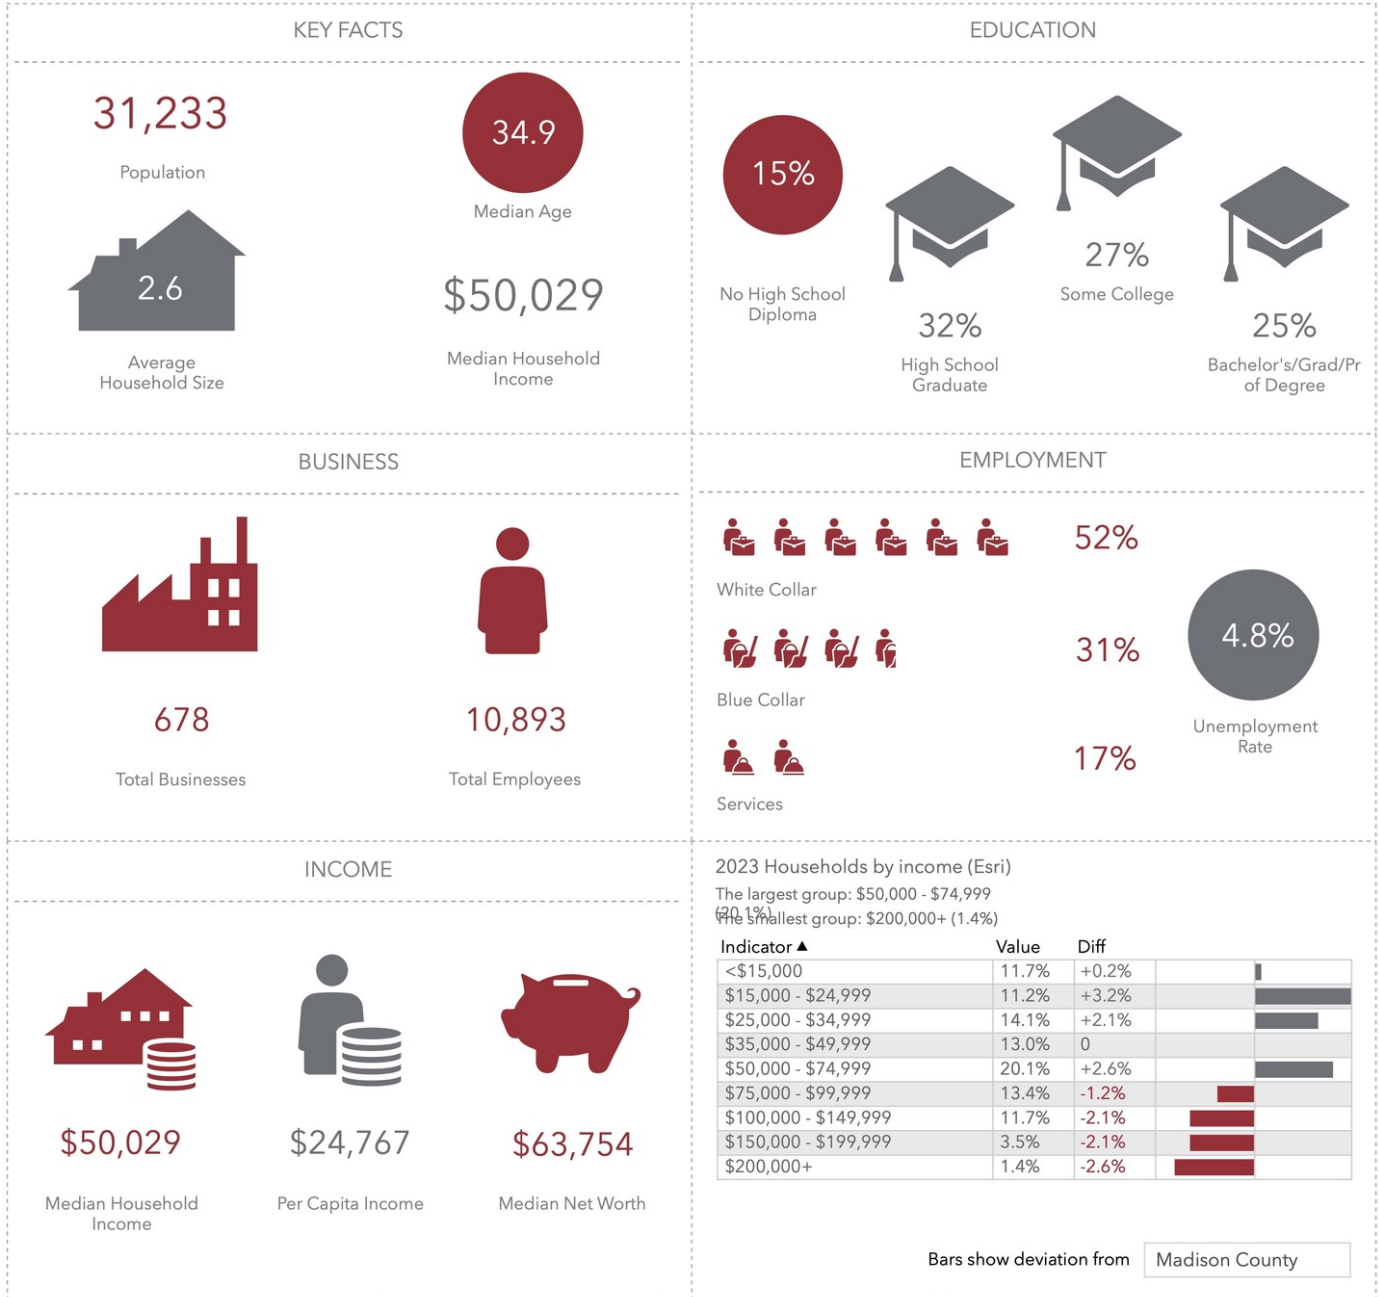 KEY FACTS
31,233
Population
34.9
Median Age
2.6
Average
Household Size
$50,029
Median Household
Income
EDUCATION
15%
No High School
Diploma
32%
High School
Graduate
27%
Some College
25%
Bachelor's/Grad/Pr
of Degree
BUSINESS
678
Total Businesses
10,893
Total Employees
EMPLOYMENT
52%
White Collar
31%
Blue Collar
17%
Services
4.8%
Unemployment
Rate
INCOME
$50,029
Median Household
Income
$24,767
Per Capita Income
$63,754
Median Net Worth
2023 Households by income (Esri)
The largest group: $50,000 - $74,999
(20.1%)
The smallest group: $200,000+ (1.4%)
Indicator ▲ Value Diff
<$15,000 11.7% +0.2%
$15,000 - $24,999 11.2% +3.2%
$25,000 - $34,999 14.1% +2.1%
$35,000 - $49,999 13.0% 0
$50,000 - $74,999 20.1% +2.6%
$75,000 - $99,999 13.4% -1.2%
$100,000 - $149,999 11.7% -2.1%
$150,000 - $199,999 3.5% -2.1%
$200,000+ 1.4% -2.6%
Bars show deviation from Madison County